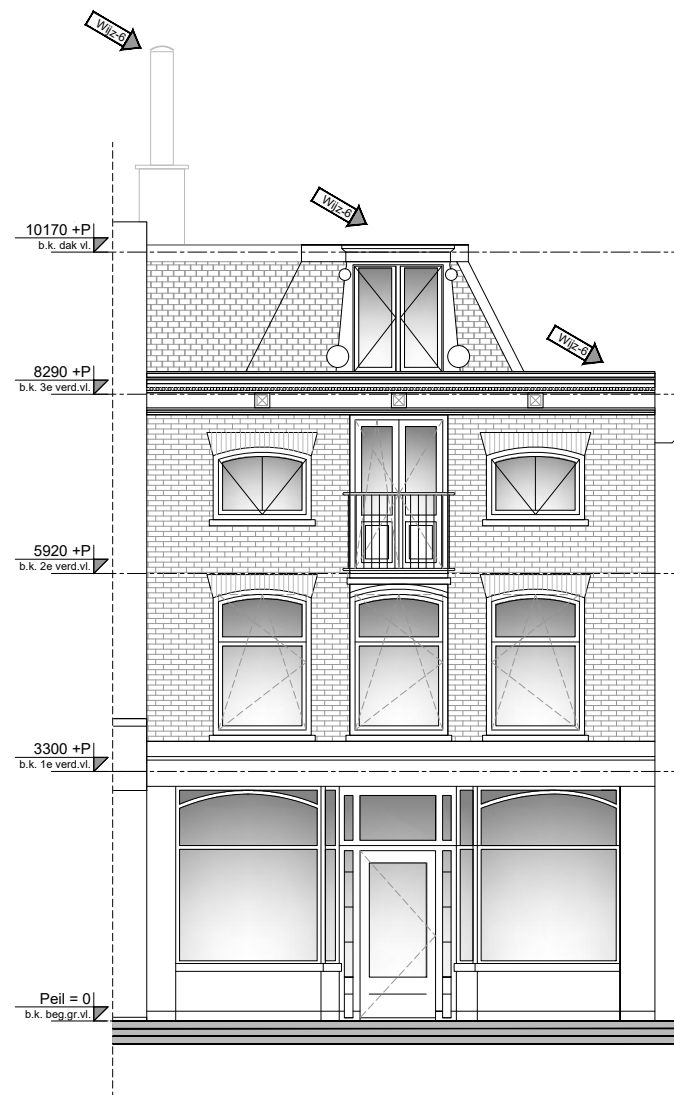 Wijz-6
Wijz-6
10170 +P
b.k. dak vl.
Wijz-6
8290 +P
b.k. 3e verd.vl.
5920 +P
b.k. 2e verd.vl.
3300 +P
b.k. 1e verd.vl.
Peil = 0
b.k. beg.gr.vl.